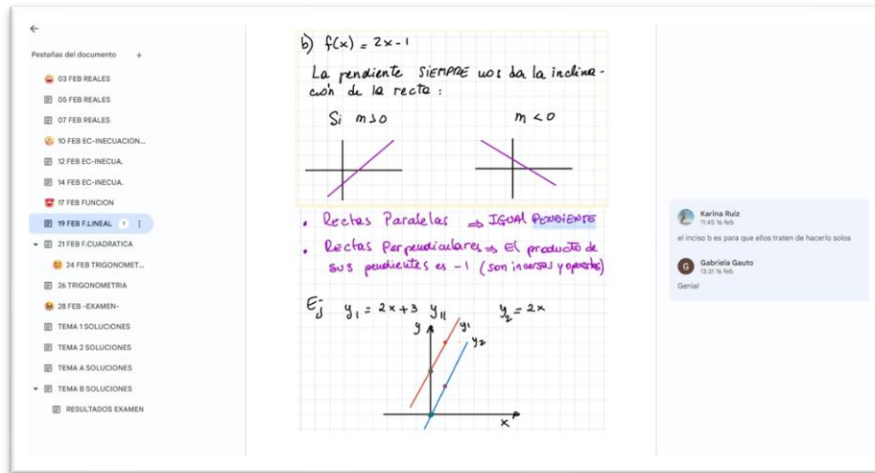 Pestañas del documento +
03 FEB REALES
05 FEB REALES
07 FEB REALES
10 FEB EC-INECUACION...
12 FEB EC-INECUA.
14 FEB EC-INECUA.
17 FEB FUNCION
19 FEB F.LINEAL
21 FEB F.CUADRATICA
24 FEB TRIGONOMET...
26 TRIGONOMETRIA
28 FEB -EXAMEN-
TEMA 1 SOLUCIONES
TEMA 2 SOLUCIONES
TEMA A SOLUCIONES
TEMA B SOLUCIONES
RESULTADOS EXAMEN
b) f(x) = 2x-1
La pendiente SIEMPRE nos da la inclina-
ción de la recta:
Si m>0 m<0
• Rectas Paralelas ⇒ IGUAL PENDIENTE
• Rectas Perpendiculares ⇒ El producto de
sus pendientes es -1 (son inversas y opuestas)
Ej y₁ = 2x+3 y₂ = 2x
y y₁
y₂
x
Karina Ruiz
11:45 16 feb
el inciso b es para que ellos traten de hacerlo solos
G Gabriela Gauto
13:31 16 feb
Genial